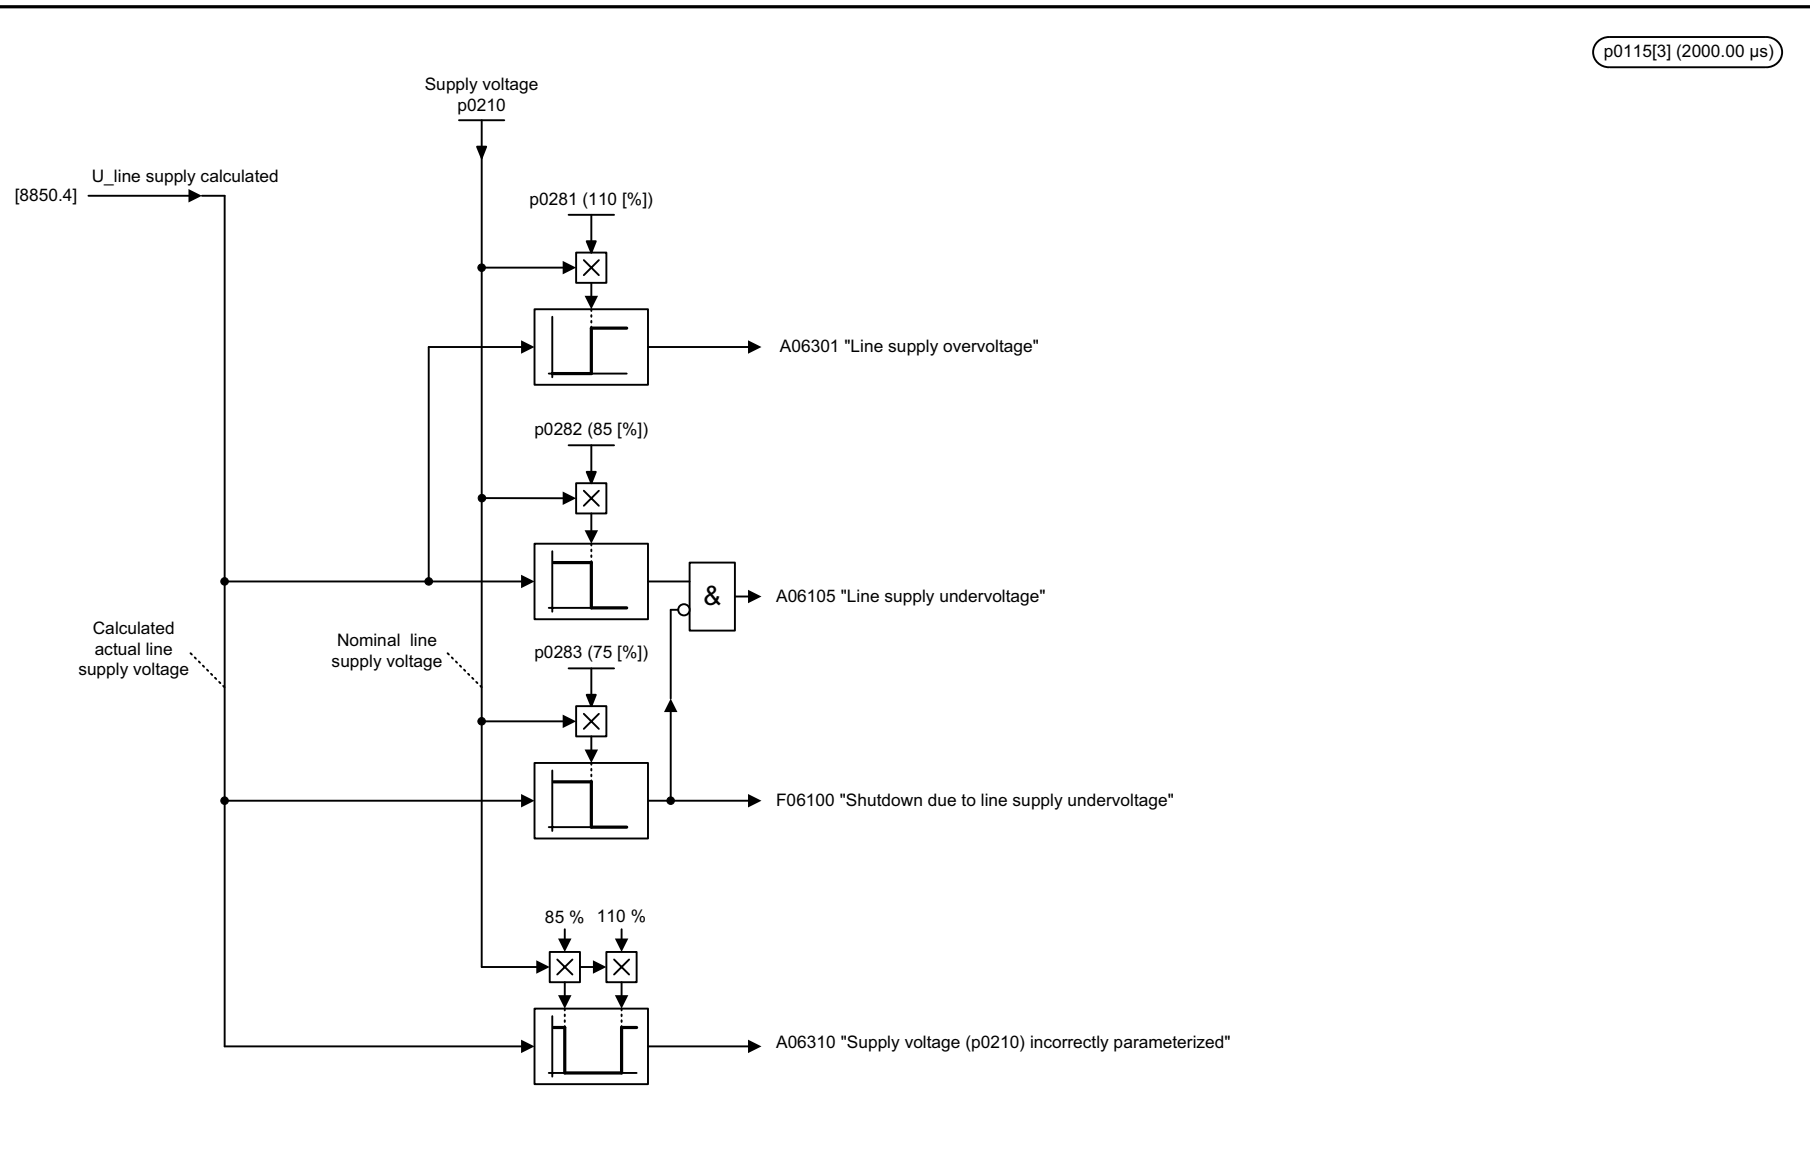 p0115[3] (2000.00 µs)
Supply voltage
p0210
U_line supply calculated
[8850.4]
p0281 (110 [%])
A06301 "Line supply overvoltage"
p0282 (85 [%])
&
A06105 "Line supply undervoltage"
Calculated
actual line
supply voltage
Nominal line
supply voltage
p0283 (75 [%])
F06100 "Shutdown due to line supply undervoltage"
85 % 110 %
A06310 "Supply voltage (p0210) incorrectly parameterized"